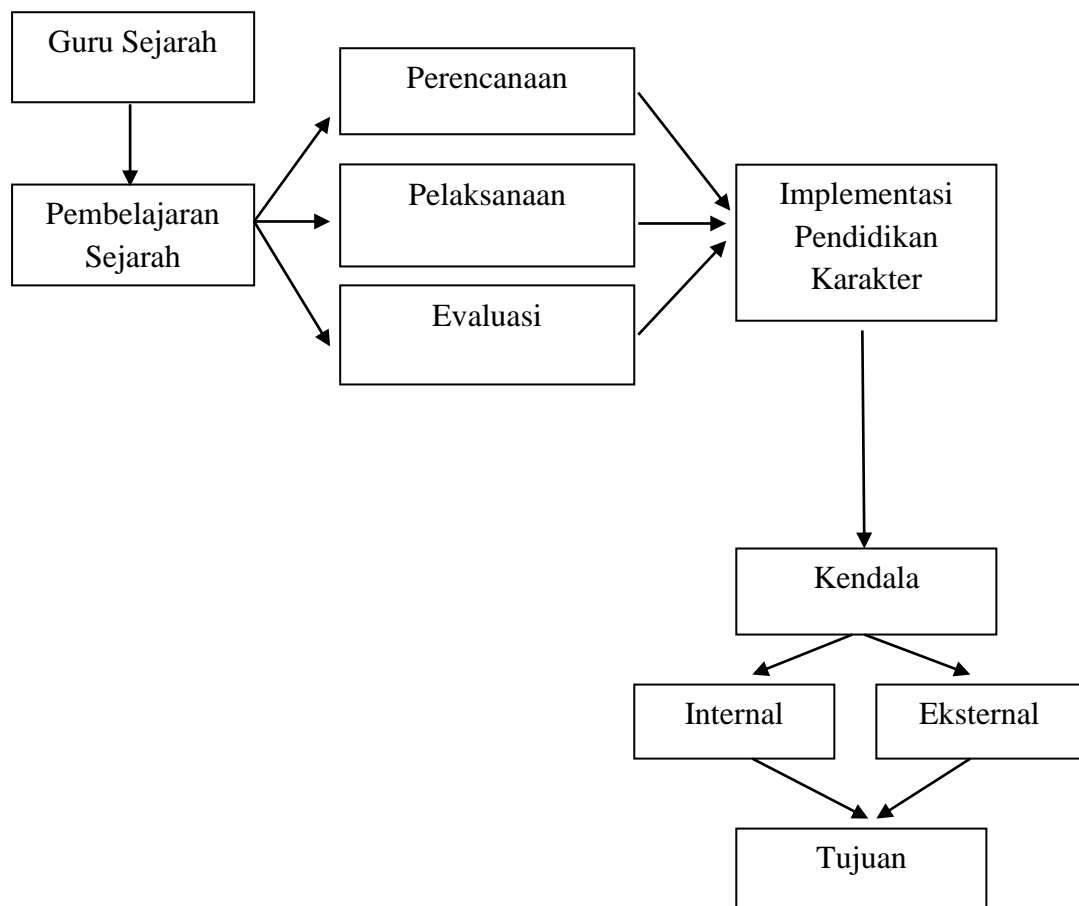 Guru Sejarah
Perencanaan
Pelaksanaan
Pembelajaran
Sejarah
Evaluasi
Implementasi
Pendidikan
Karakter
Kendala
Internal
Eksternal
Tujuan